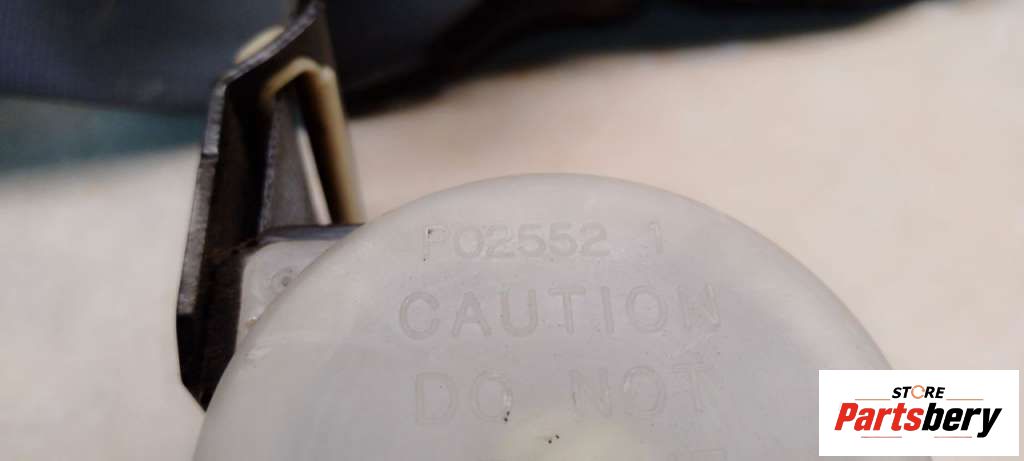 P02552 1
CAUTION
DO NOT
STORE
Partsbery